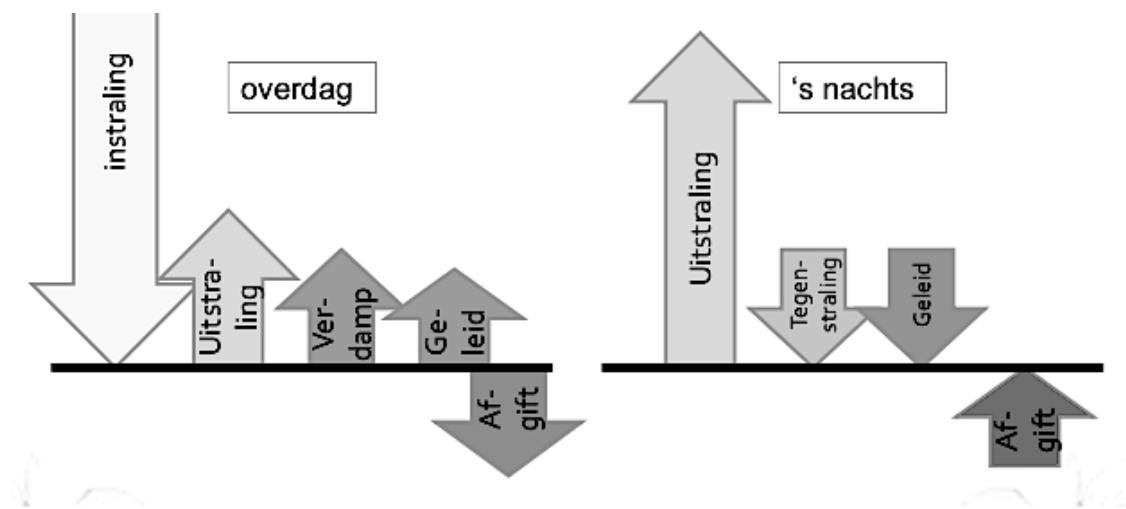 overdag
instraling
Uitstra-
ling
Ver-
damp
Ge-
leid
Af-
gift
‘s nachts
Uitstraling
Tegen-
straling
Geleid
Af-
gift